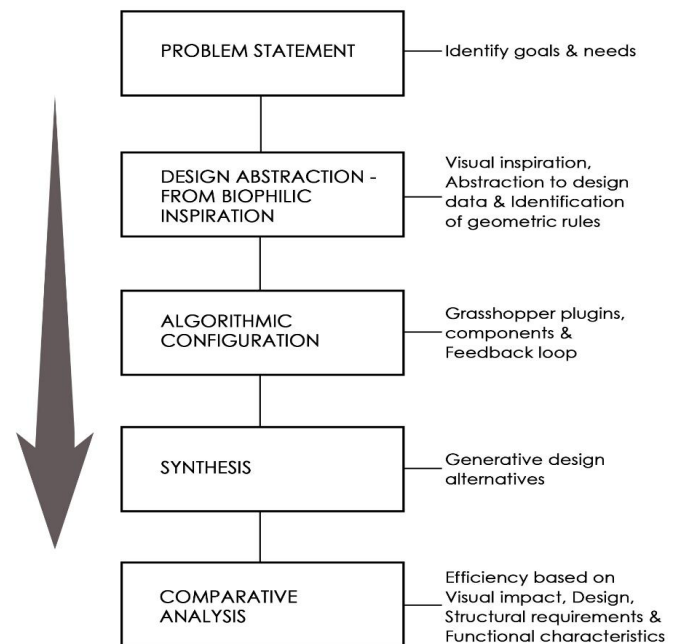 PROBLEM STATEMENT
Identify goals & needs
DESIGN ABSTRACTION -
FROM BIOPHILIC
INSPIRATION
Visual inspiration,
Abstraction to design
data & Identification
of geometric rules
ALGORITHMIC
CONFIGURATION
Grasshopper plugins,
components &
Feedback loop
SYNTHESIS
Generative design
alternatives
COMPARATIVE
ANALYSIS
Efficiency based on
Visual impact, Design,
Structural requirements &
Functional characteristics